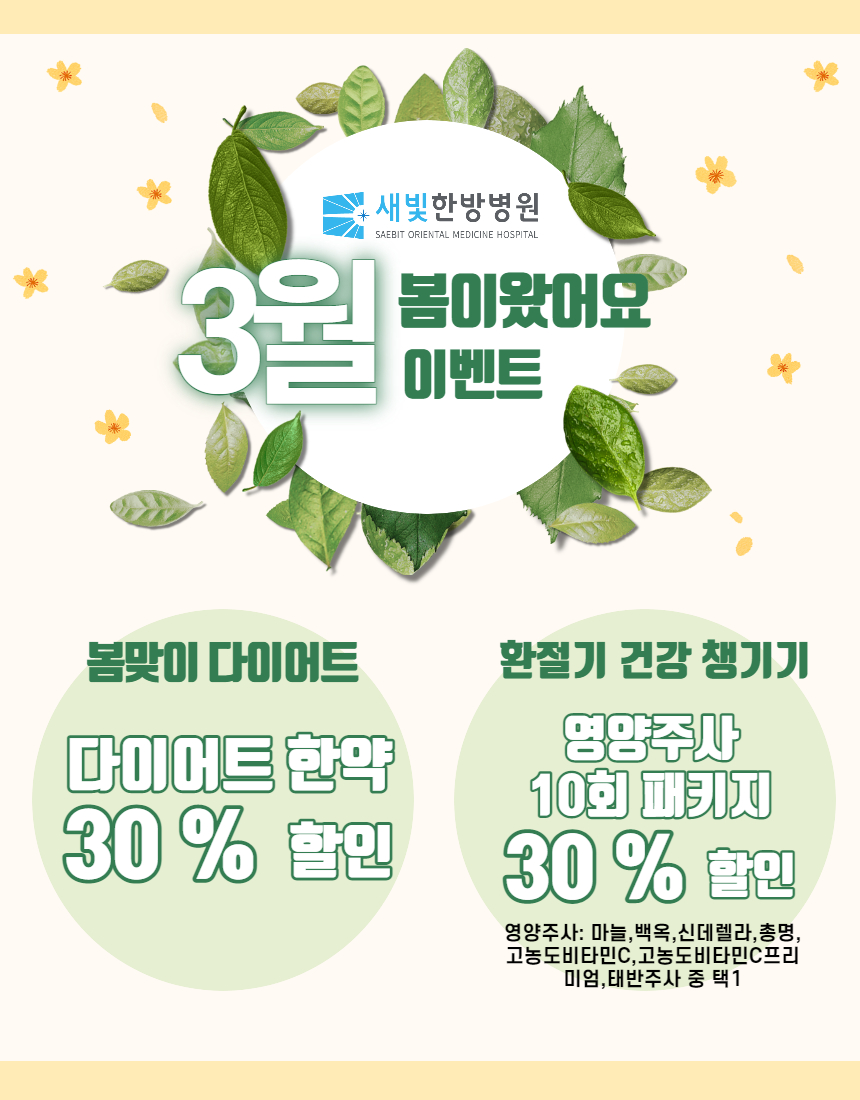 새빛한방병원
SAEBIT ORIENTAL MEDICINE HOSPITAL
3월 봄이왔어요
이벤트
봄맞이 다이어트
다이어트 한약
30 % 할인
환절기 건강 챙기기
영양주사
10회 패키지
30 % 할인
영양주사: 마늘,백옥,신데렐라,총명,
고농도비타민C,고농도비타민C프리
미엄,태반주사 중 택1